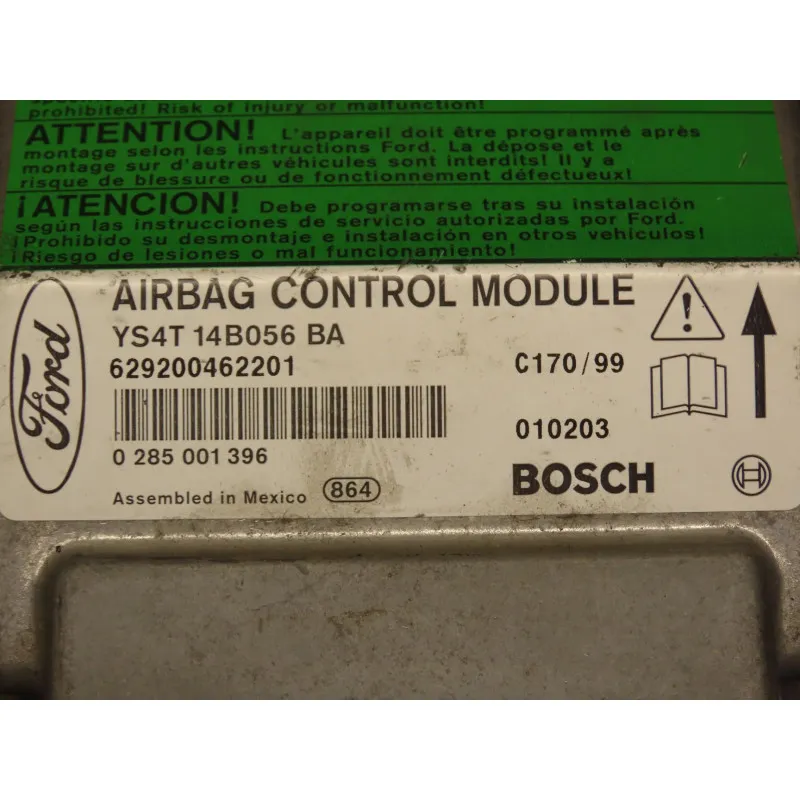 prohibited! Risk of injury or malfunction!
ATTENTION! L'appareil doit être programmé après
montage selon les instructions Ford. La dépose et le
montage sur d'autres véhicules sont interdits! Il y a
risque de blessure ou de fonctionnement défectueux!
¡ATENCION! Debe programarse tras su instalación
según las instrucciones de servicio autorizadas por Ford.
¡Prohibido su desmontaje e instalación en otros vehículos!
¡Riesgo de lesiones o mal funcionamiento!
Ford
AIRBAG CONTROL MODULE
YS4T 14B056 BA
629200462201
C170/99
010203
0 285 001 396
BOSCH
Assembled in Mexico 864